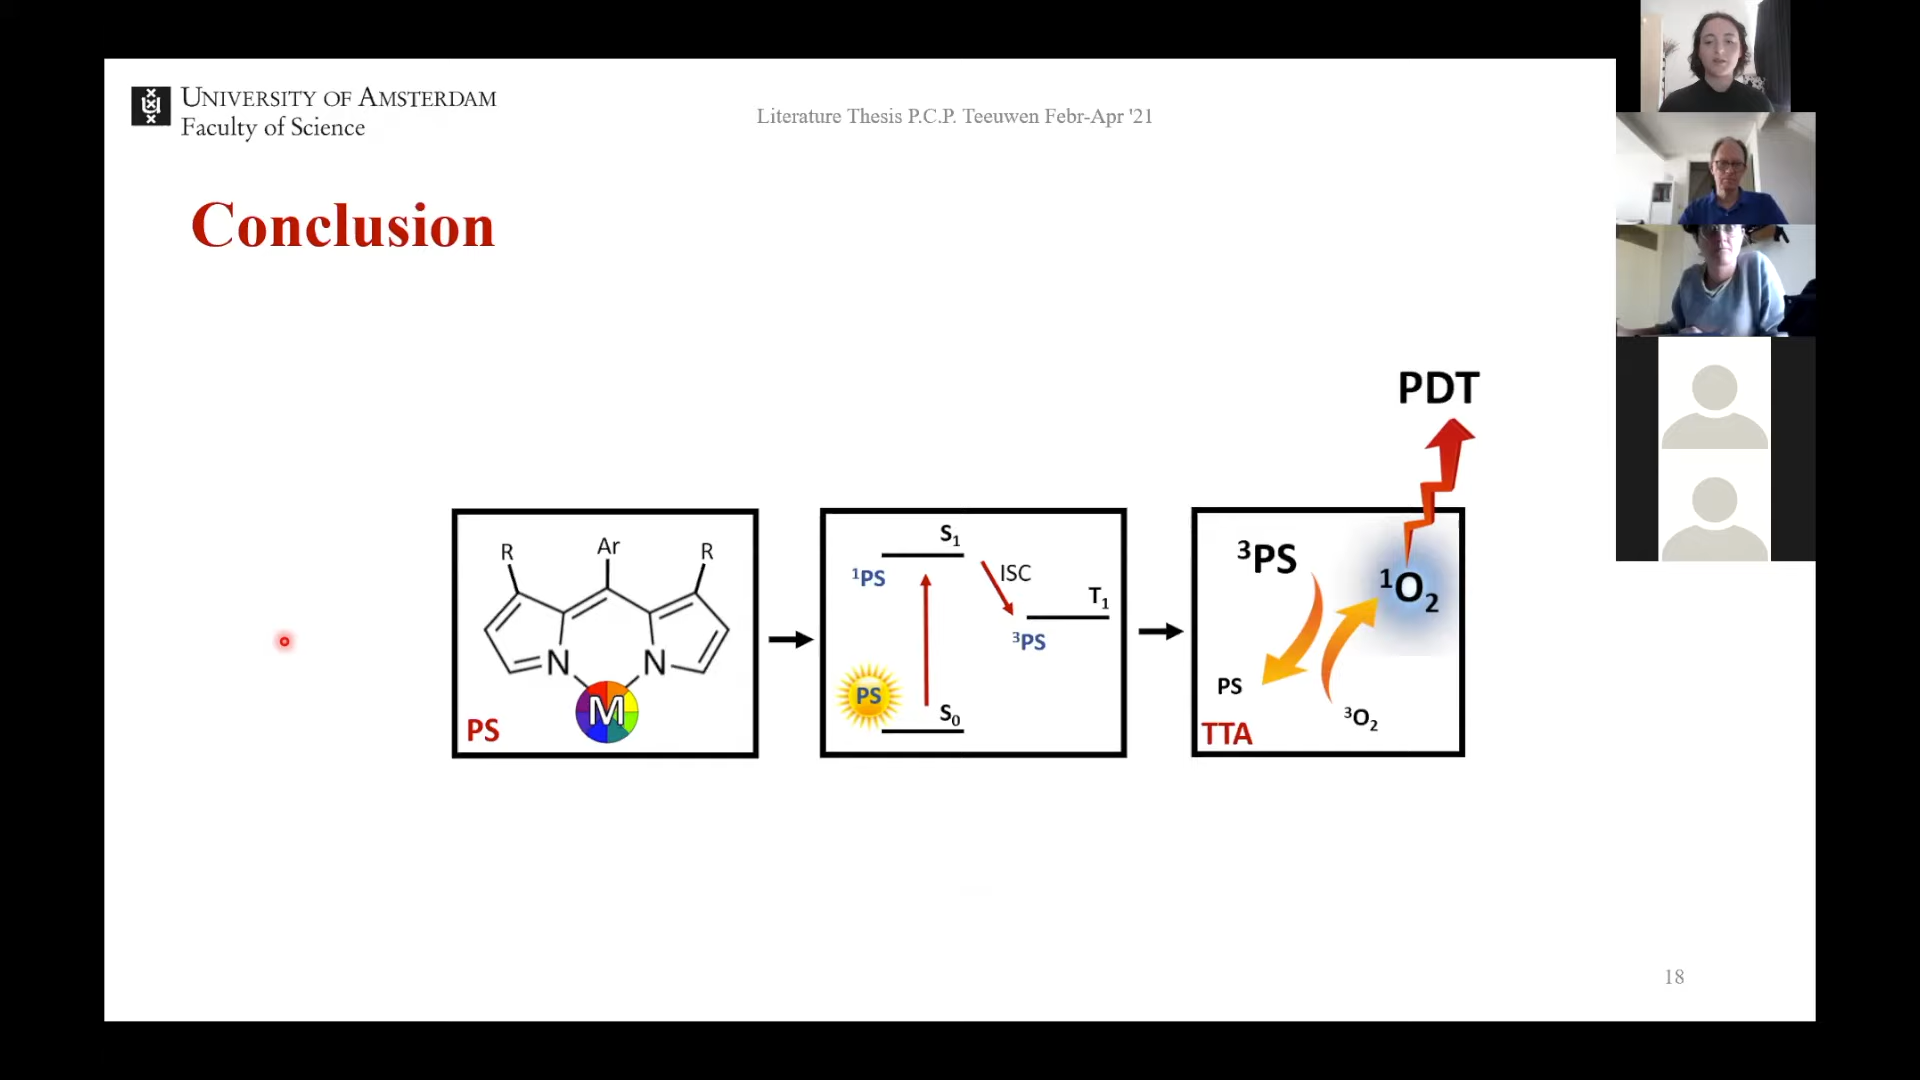 UNIVERSITY OF AMSTERDAM
Faculty of Science
Literature Thesis P.C.P. Teeuwen Febr-Apr '21
Conclusion
PDT
R
Ar
R
N
N
M
PS
S₁
¹PS
ISC
T₁
³PS
PS
S₀
³PS
¹O₂
PS
³O₂
TTA
18